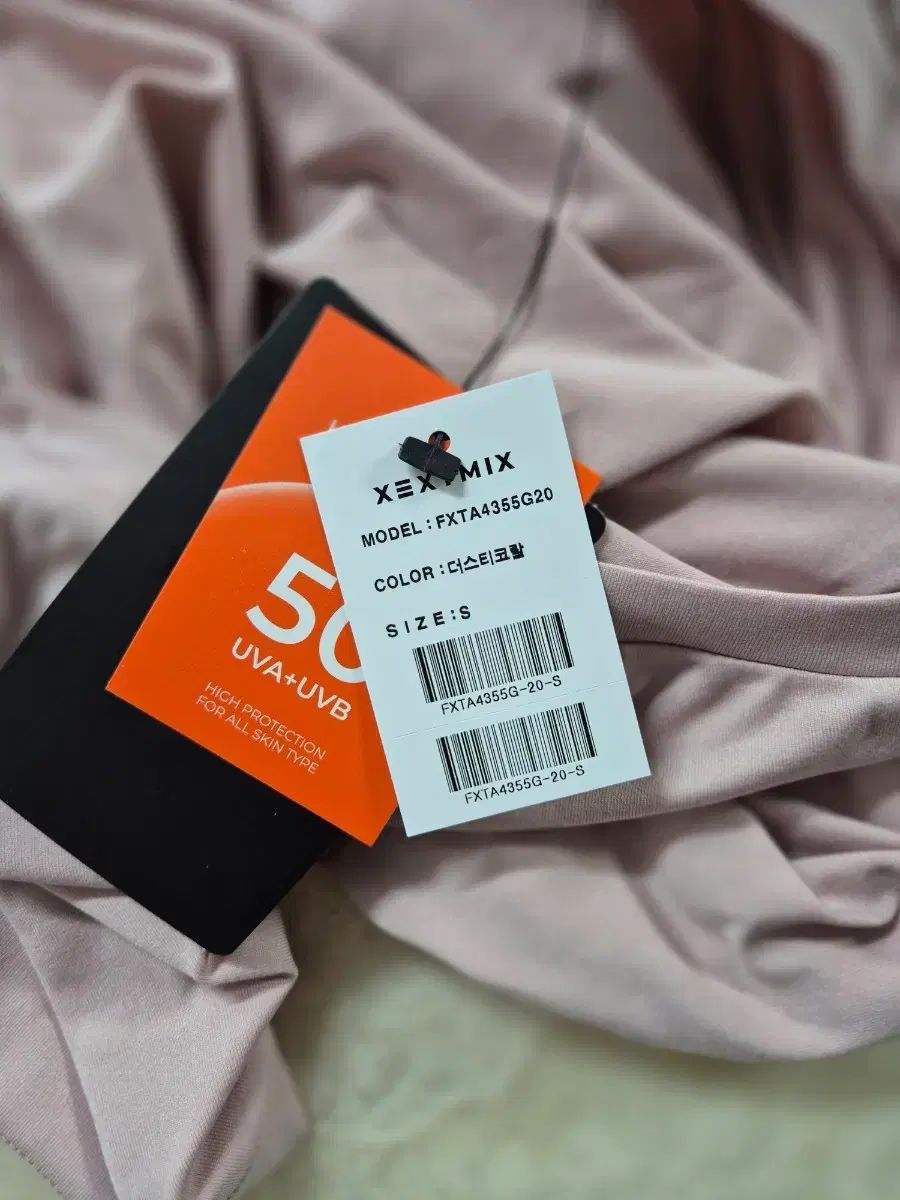 XEXYMIX
MODEL : FXTA4355G20
COLOR : 더스티코랄
SIZE : S
FXTA4355G-20-S
FXTA4355G-20-S
50
UVA+UVB
HIGH PROTECTION
FOR ALL SKIN TYPE